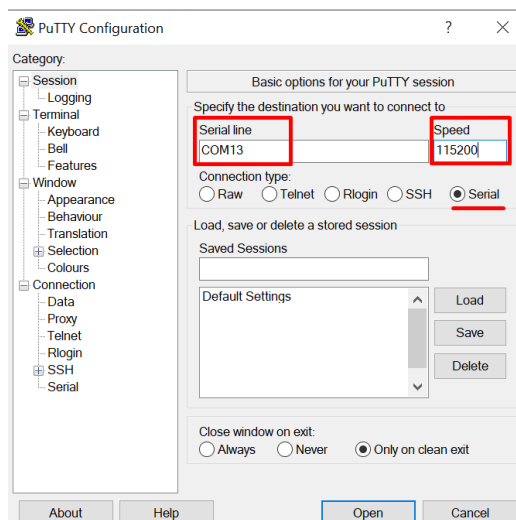 PuTTY Configuration ? ×
Category:
Session
Logging
Terminal
Keyboard
Bell
Features
Window
Appearance
Behaviour
Translation
Selection
Colours
Connection
Data
Proxy
Telnet
Rlogin
SSH
Serial
Basic options for your PuTTY session
Specify the destination you want to connect to
Serial line Speed
COM13 115200
Connection type:
Raw Telnet Rlogin SSH Serial
Load, save or delete a stored session
Saved Sessions
Default Settings
Load
Save
Delete
Close window on exit:
Always Never Only on clean exit
About Help Open Cancel